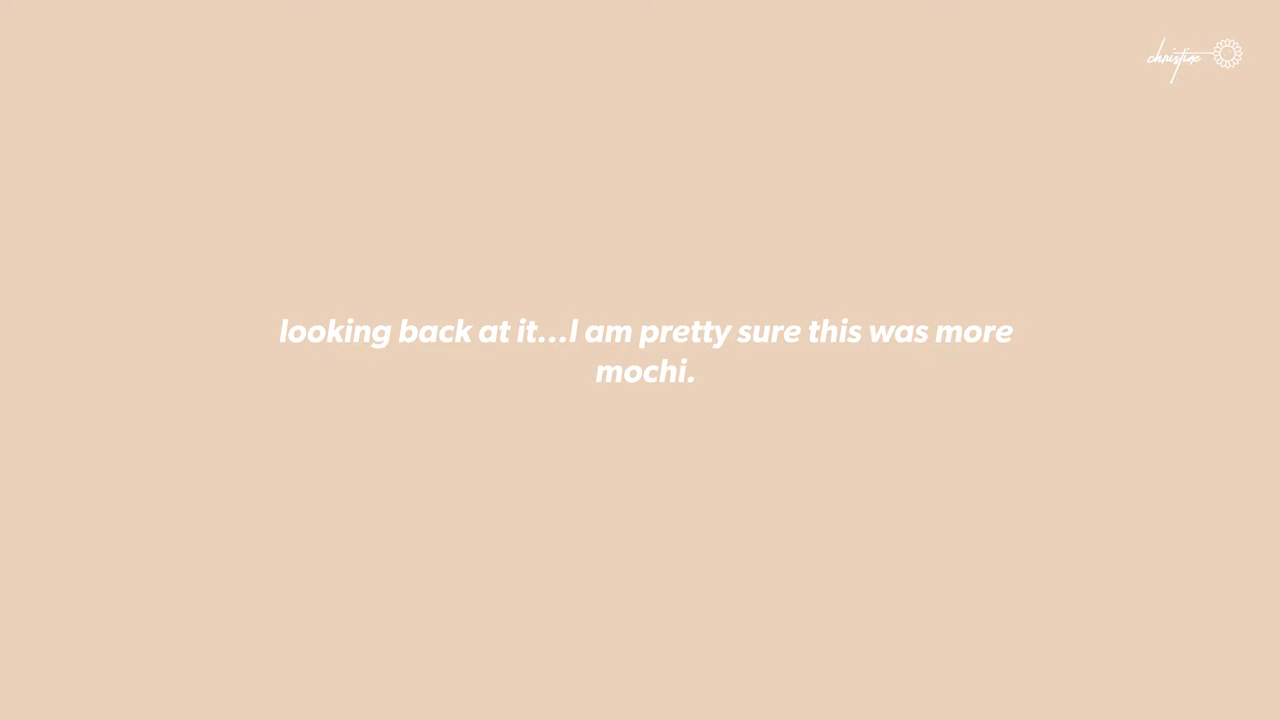 christine
looking back at it...I am pretty sure this was more
mochi.